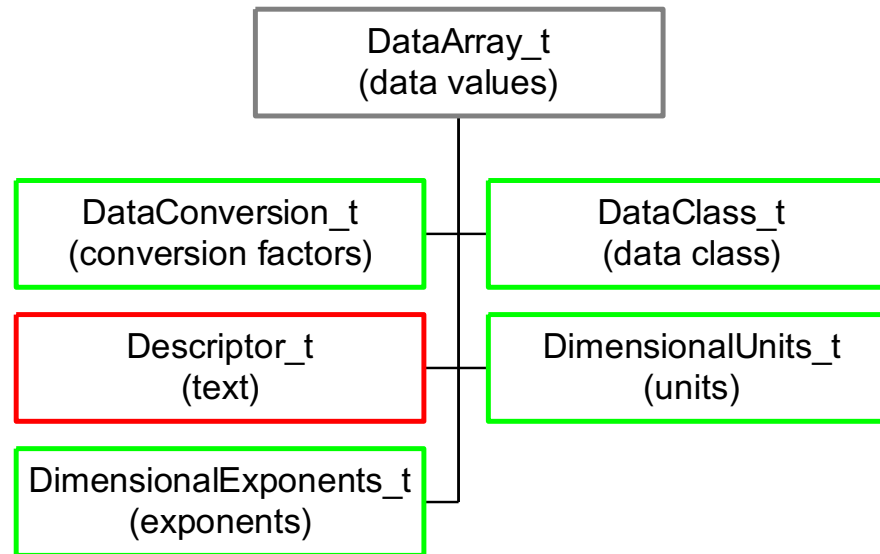 DataArray_t
(data values)
DataConversion_t
(conversion factors)
DataClass_t
(data class)
Descriptor_t
(text)
DimensionalUnits_t
(units)
DimensionalExponents_t
(exponents)